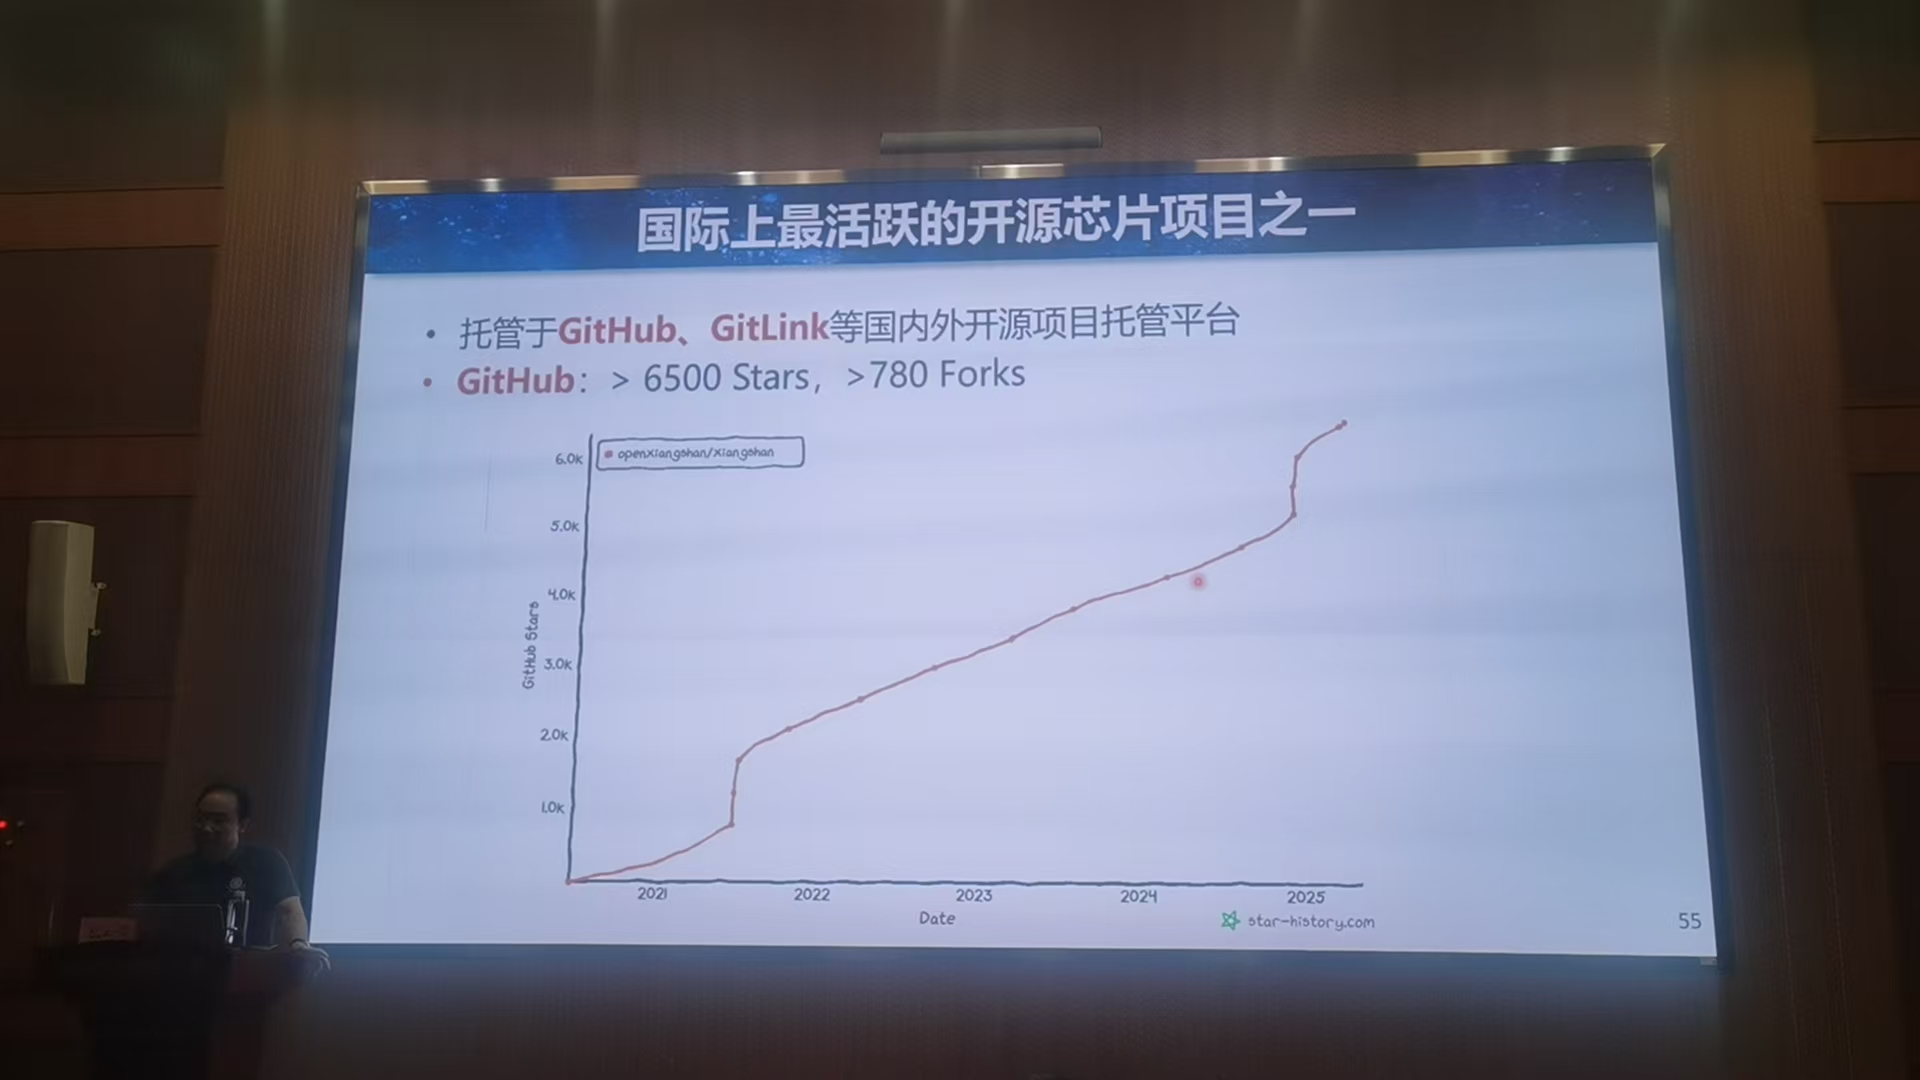 国际上最活跃的开源芯片项目之一
• 托管于GitHub、GitLink等国内外开源项目托管平台
• GitHub：> 6500 Stars，>780 Forks
openxiangshan/xiangshan
6.0k
5.0k
4.0k
3.0k
2.0k
1.0k
GitHub Stars
2021 2022 2023 2024 2025
Date
star-history.com
55